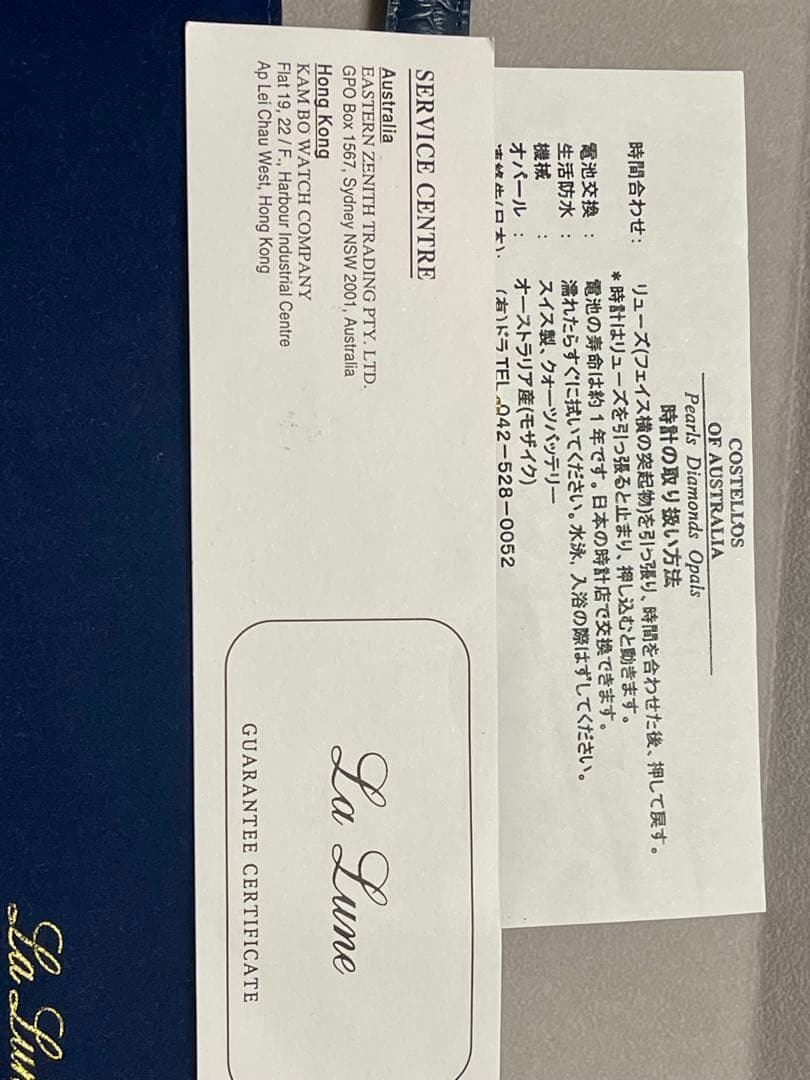 COSTELLOS
OF AUSTRALIA
Pearls Diamonds Opals
時計の取り扱い方法
時間合わせ: リューズ(フェイス横の突起物)を引っ張り、時間を合わせた後、押して戻す。
*時計はリューズを引っ張ると止まり、押し込むと動きます。
電池交換 : 電池の寿命は約1年です。日本の時計店で交換できます。
生活防水 : 濡れたらすぐに拭いてください。水泳、入浴の際はずしてください。
機械 : スイス製、クオーツバッテリー
オパール : オーストラリア産(モザイク)
(有)ドラ TEL 042-528-0052
SERVICE CENTRE
Australia
EASTERN ZENITH TRADING PTY. LTD.
GPO Box 1567, Sydney NSW 2001, Australia
Hong Kong
KAM BO WATCH COMPANY
Flat 19, 22 / F., Harbour Industrial Centre
Ap Lei Chau West, Hong Kong
La Lune
GUARANTEE CERTIFICATE
La